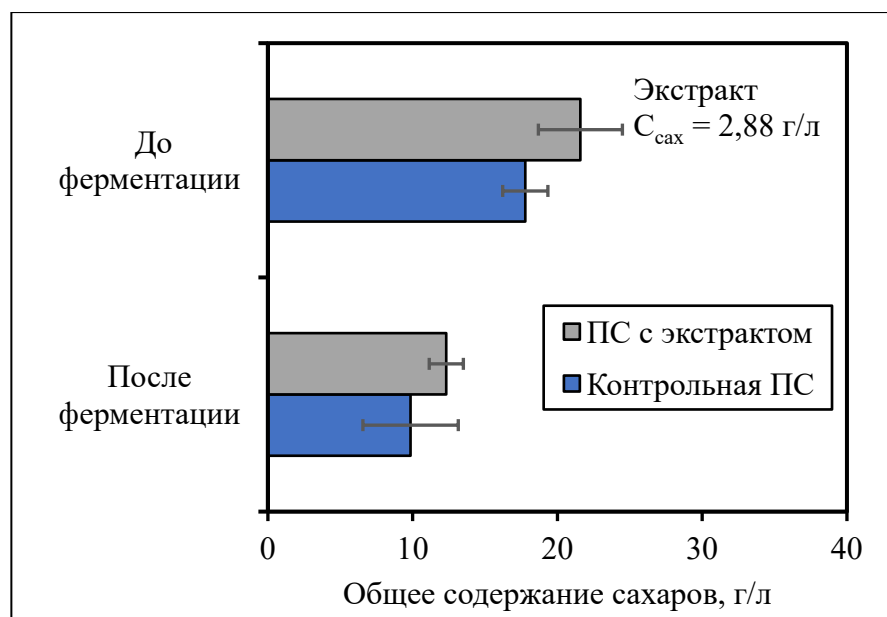 Экстракт
Cсах = 2,88 г/л
До
ферментации
ПС с экстрактом
Контрольная ПС
После
ферментации
0 10 20 30 40
Общее содержание сахаров, г/л